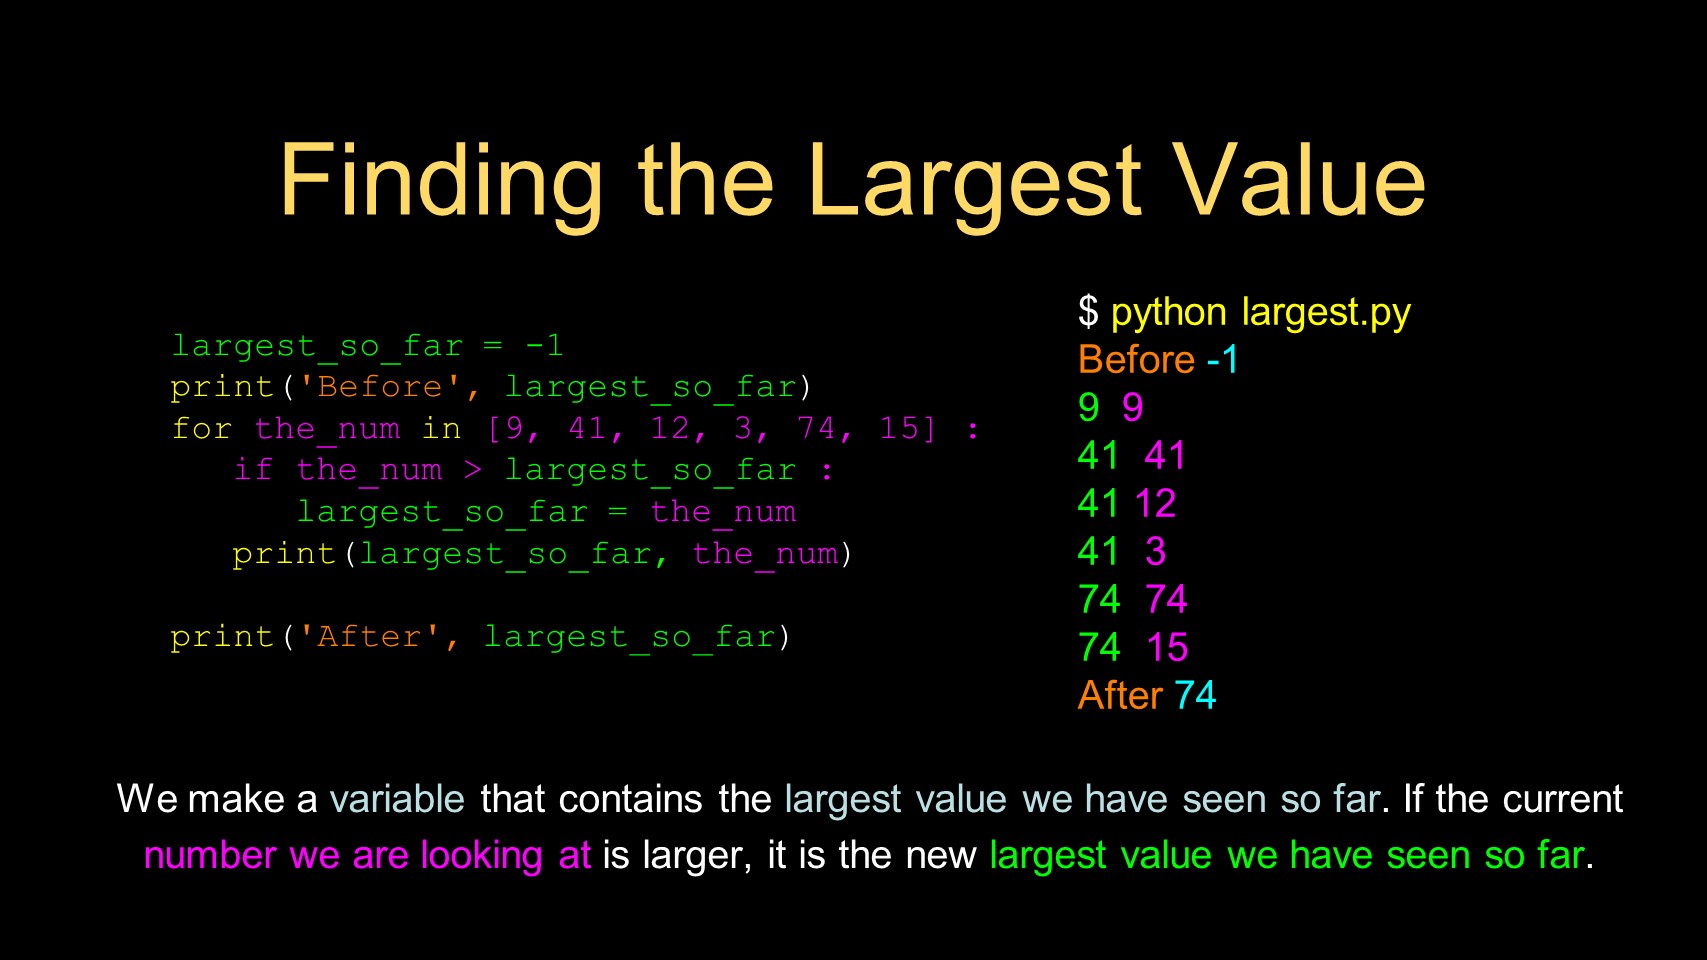 Finding the Largest Value
largest_so_far = -1
print('Before', largest_so_far)
for the_num in [9, 41, 12, 3, 74, 15] :
   if the_num > largest_so_far :
      largest_so_far = the_num
   print(largest_so_far, the_num)
print('After', largest_so_far)
$ python largest.py
Before -1
9  9
41  41
41 12
41  3
74  74
74  15
After 74
We make a variable that contains the largest value we have seen so far. If the current
number we are looking at is larger, it is the new largest value we have seen so far.